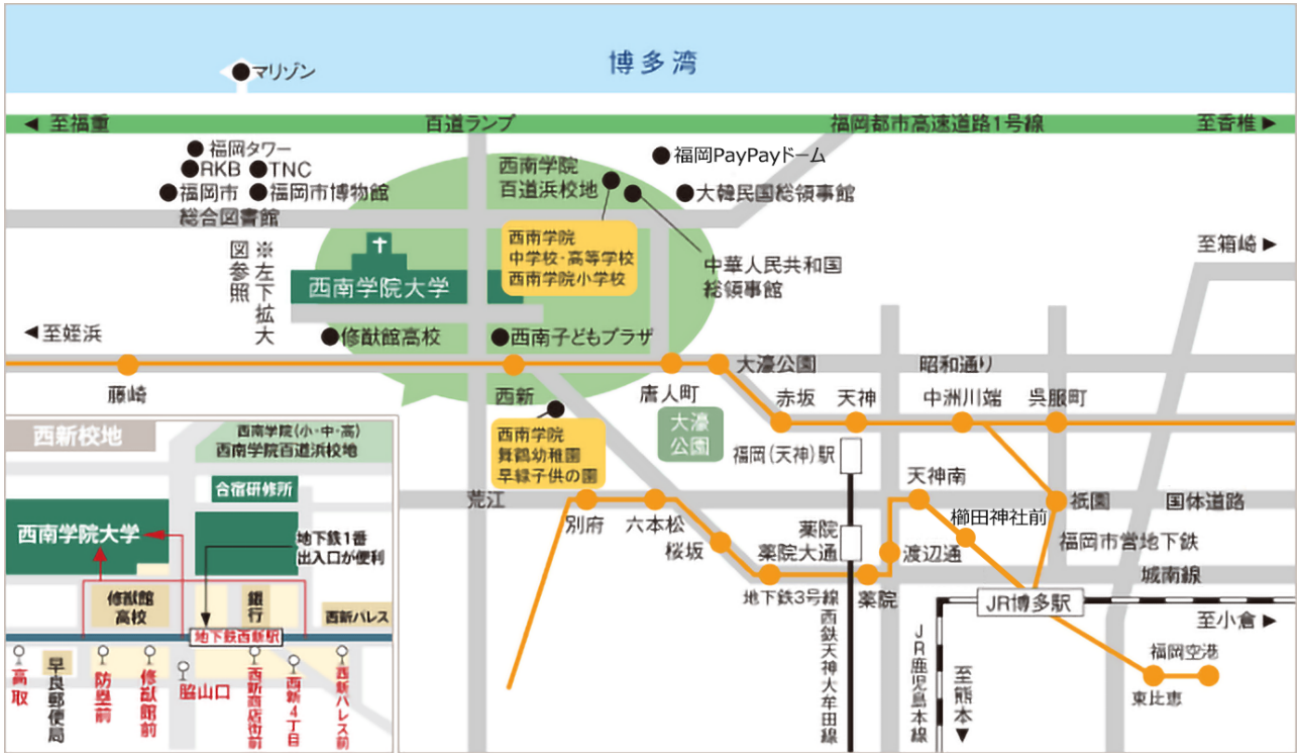 博多湾
マリゾン
至福重
百道ランプ
福岡都市高速道路1号線
至香椎
福岡タワー
RKB
TNC
福岡市
総合図書館
福岡市博物館
西南学院
百道浜校地
福岡PayPayドーム
大韓民国総領事館
西南学院
中学校・高等学校
西南学院小学校
中華人民共和国
総領事館
至箱崎
※左下拡大
図参照
西南学院大学
至姪浜
修猷館高校
西南子どもプラザ
藤崎
西新
唐人町
大濠公園
昭和通り
赤坂
天神
中洲川端
呉服町
大濠
公園
西南学院
舞鶴幼稚園
早緑子供の園
福岡(天神)駅
荒江
別府
六本松
桜坂
薬院
薬院大通
地下鉄3号線
薬院
渡辺通
天神南
櫛田神社前
祇園
国体道路
福岡市営地下鉄
城南線
JR博多駅
至小倉
福岡空港
東比恵
西鉄天神大牟田線
JR鹿児島本線
至熊本
西新校地
西南学院(小・中・高)
西南学院百道浜校地
合宿研修所
西南学院大学
地下鉄1番
出入口が便利
修猷館
高校
銀行
西新パレス
地下鉄西新駅
高取
早良郵便局
防塁前
修猷館前
脇山口
西新商店街前
西新4丁目
西新パレス前